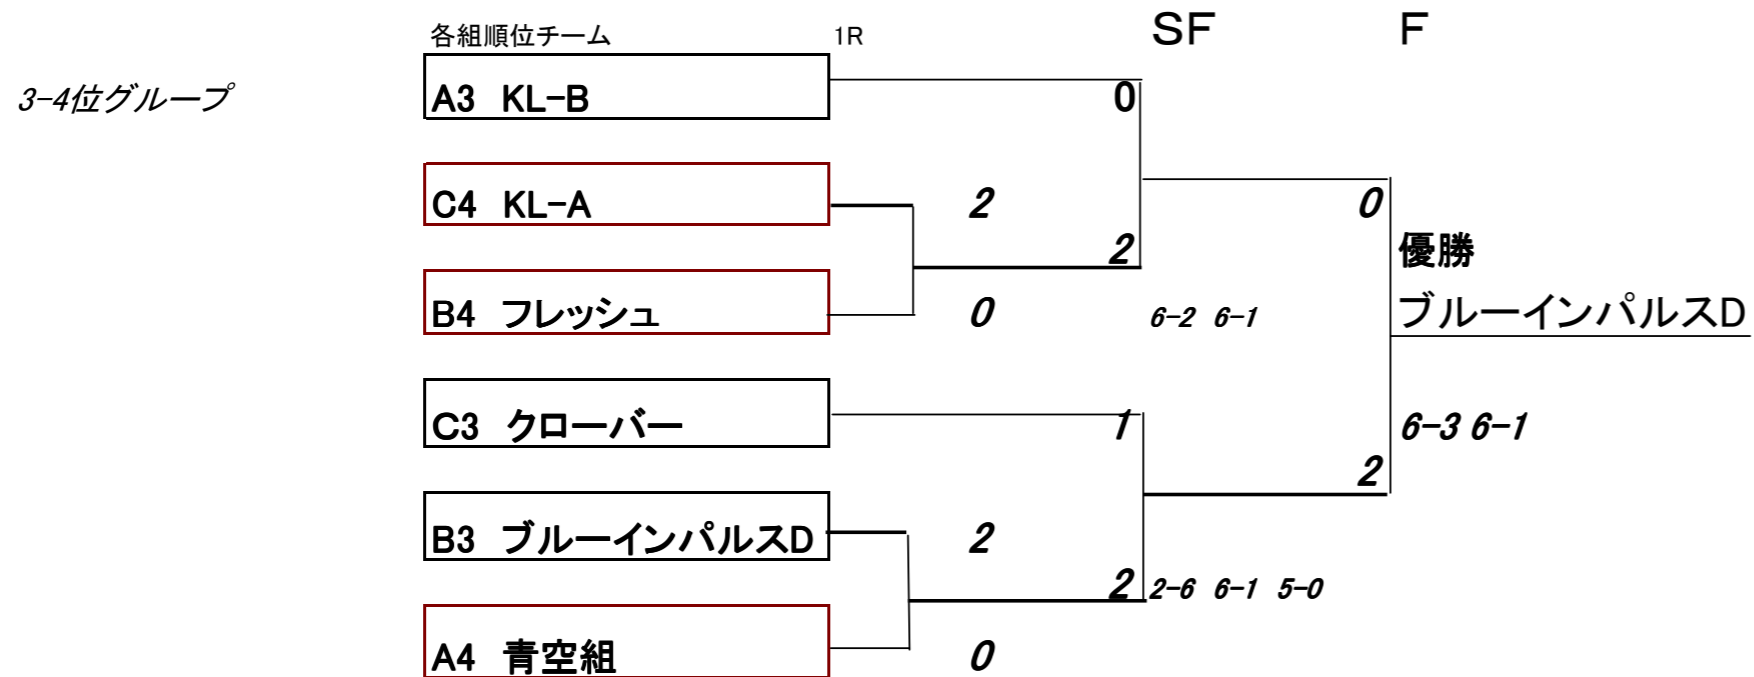 各組順位チーム 1R SF F
3-4位グループ
A3 KL-B 0
C4 KL-A 2
0
2
優勝
B4 フレッシュ 0 6-2 6-1
ブルーインパルスD
C3 クローバー 1 6-3 6-1
2
B3 ブルーインパルスD 2
2 2-6 6-1 5-0
A4 青空組 0